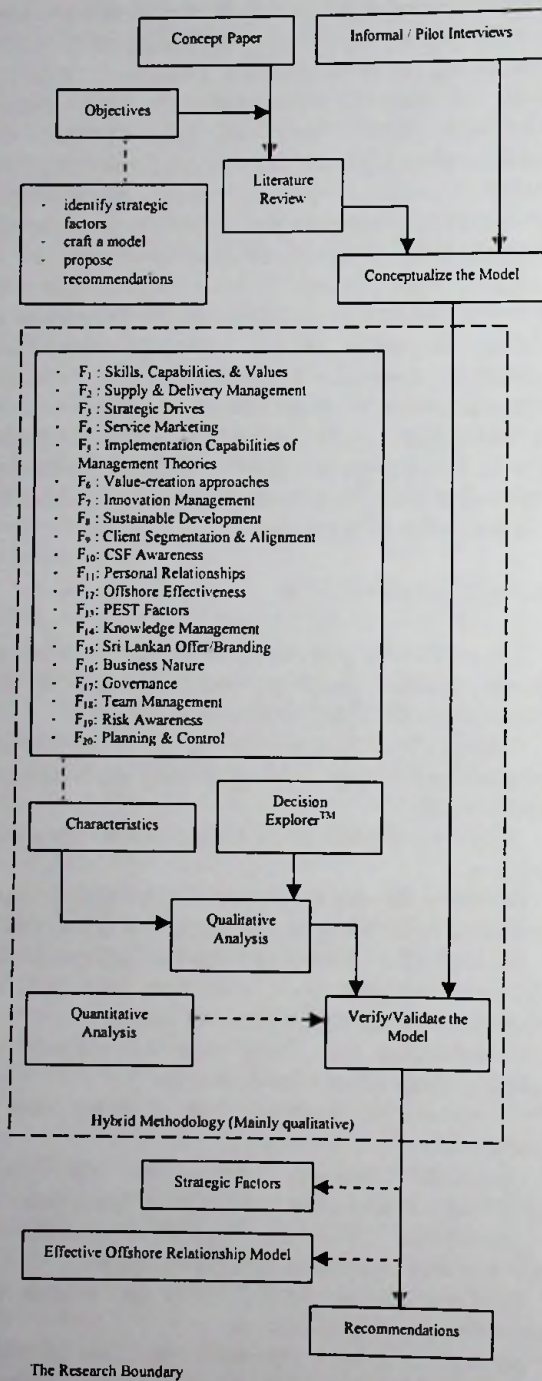 Concept Paper
Informal / Pilot Interviews
Objectives
Literature
Review
· identify strategic
factors
· craft a model
· propose
recommendations
Conceptualize the Model
· F1 : Skills, Capabilities, & Values
· F2 : Supply & Delivery Management
· F3 : Strategic Drives
· F4 : Service Marketing
· F5 : Implementation Capabilities of
Management Theories
· F6 : Value-creation approaches
· F7 : Innovation Management
· F8 : Sustainable Development
· F9 : Client Segmentation & Alignment
· F10: CSF Awareness
· F11: Personal Relationships
· F12: Offshore Effectiveness
· F13: PEST Factors
· F14: Knowledge Management
· F15: Sri Lankan Offer/Branding
· F16: Business Nature
· F17: Governance
· F18: Team Management
· F19: Risk Awareness
· F20: Planning & Control
Characteristics
Decision
Explorer™
Qualitative
Analysis
Quantitative
Analysis
Verify/Validate the
Model
Hybrid Methodology (Mainly qualitative)
Strategic Factors
Effective Offshore Relationship Model
Recommendations
The Research Boundary